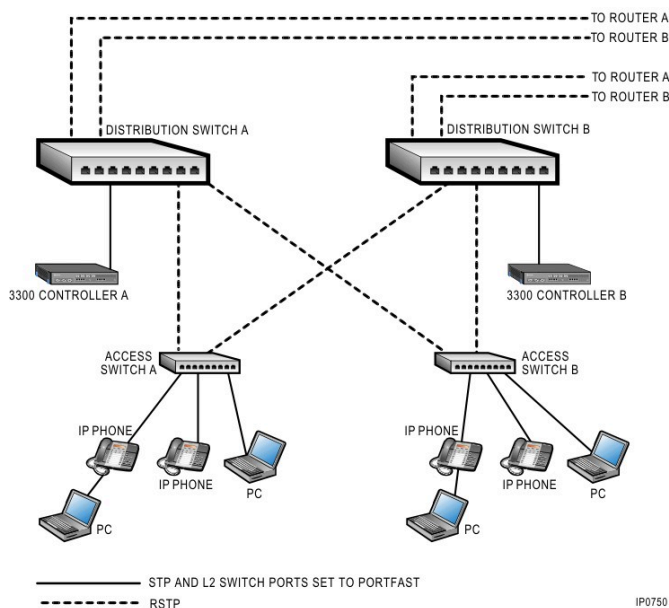 TO ROUTER A
TO ROUTER B
TO ROUTER A
TO ROUTER B
DISTRIBUTION SWITCH A
DISTRIBUTION SWITCH B
3300 CONTROLLER A
3300 CONTROLLER B
ACCESS
SWITCH A
ACCESS
SWITCH B
IP PHONE
IP PHONE
PC
PC
IP PHONE
IP PHONE
PC
PC
STP AND L2 SWITCH PORTS SET TO PORTFAST
RSTP
IP0750